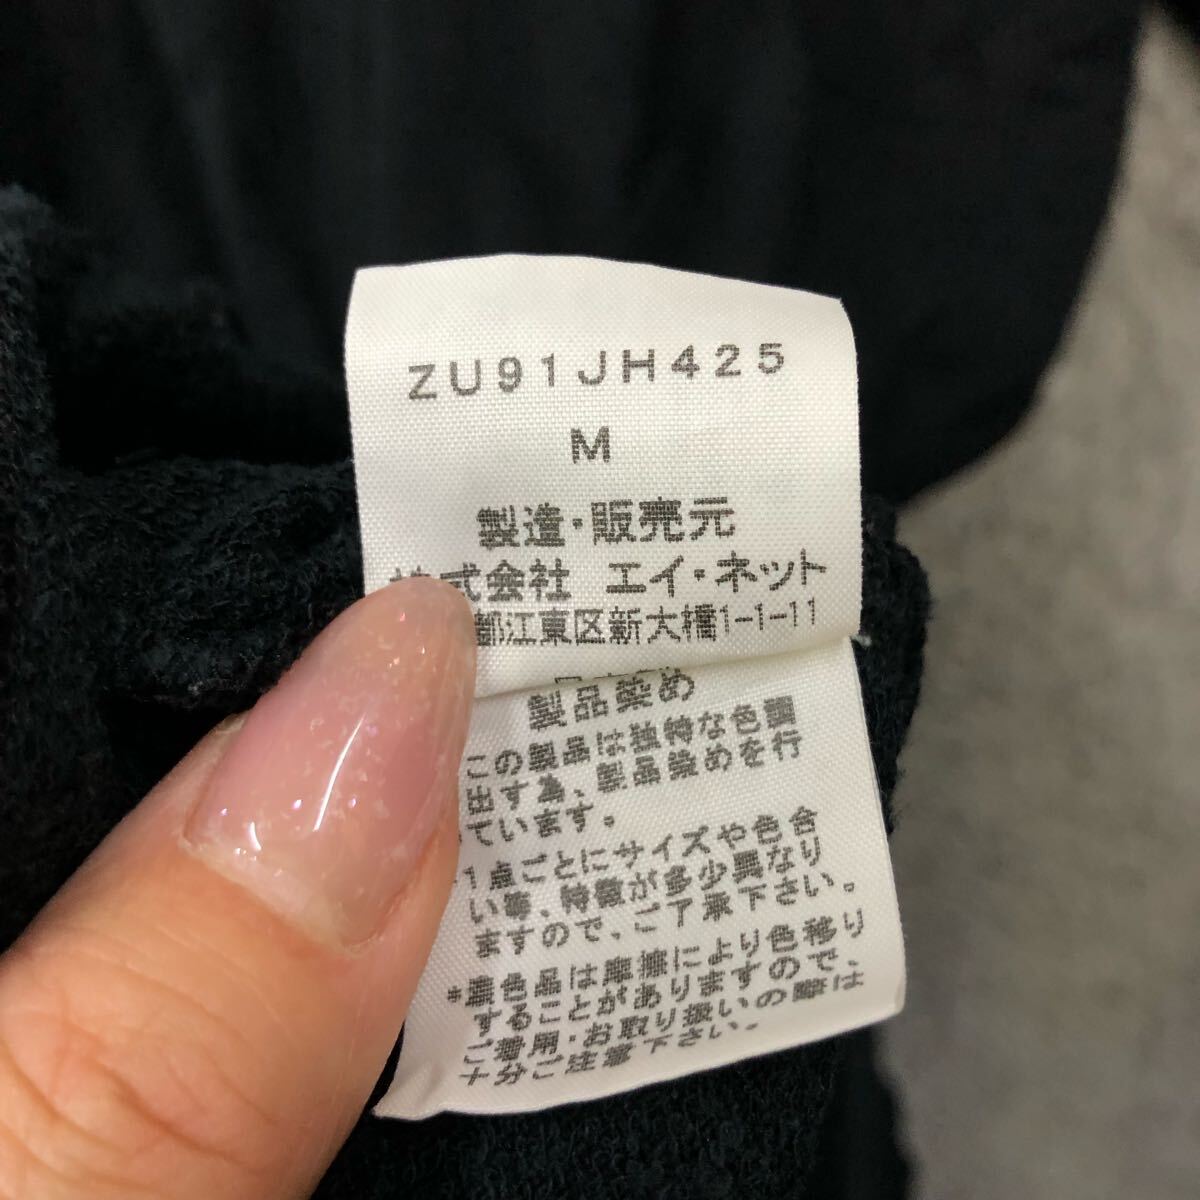 ZU91JH425
M
製造・販売元
式会社 エイ・ネット
都江東区新大橋1-1-11
製品染め
この製品は独特な色調
出す為、製品染めを行
ています。
1点ごとにサイズや色合
い等、特徴が多少異なり
ますので、ご了承下さい。
*濃色品は摩擦により色移り
することがありますので、
ご着用・お取り扱いの際は
十分ご注意下さい。